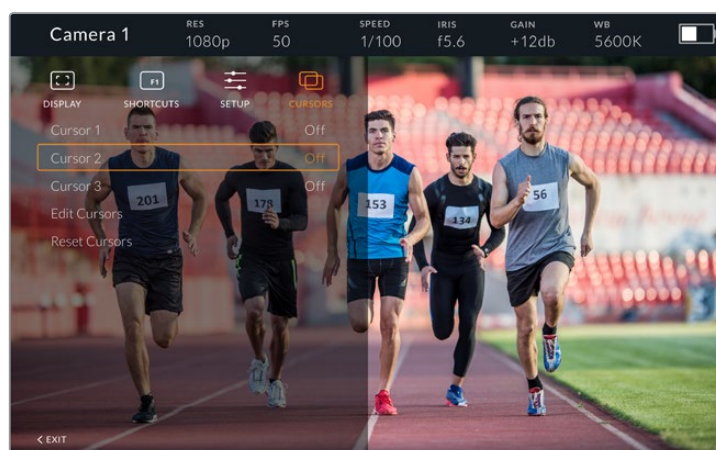 Camera 1
RES
1080p
FPS
50
SPEED
1/100
IRIS
f5.6
GAIN
+12db
WB
5600K
DISPLAY
F1
SHORTCUTS
SETUP
CURSORS
Cursor 1 Off
Cursor 2 Off
Cursor 3 Off
Edit Cursors
Reset Cursors
201
178
153
134
56
< EXIT